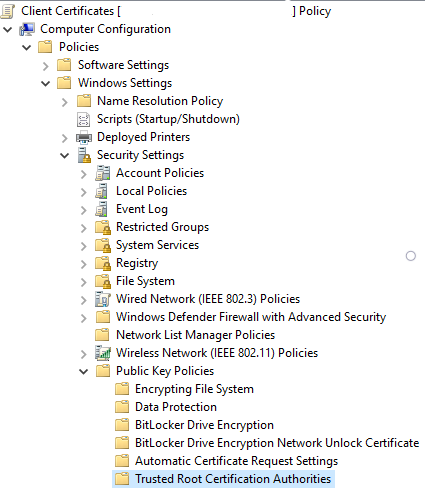 Client Certificates [ ] Policy
Computer Configuration
Policies
Software Settings
Windows Settings
Name Resolution Policy
Scripts (Startup/Shutdown)
Deployed Printers
Security Settings
Account Policies
Local Policies
Event Log
Restricted Groups
System Services
Registry
File System
Wired Network (IEEE 802.3) Policies
Windows Defender Firewall with Advanced Security
Network List Manager Policies
Wireless Network (IEEE 802.11) Policies
Public Key Policies
Encrypting File System
Data Protection
BitLocker Drive Encryption
BitLocker Drive Encryption Network Unlock Certificate
Automatic Certificate Request Settings
Trusted Root Certification Authorities